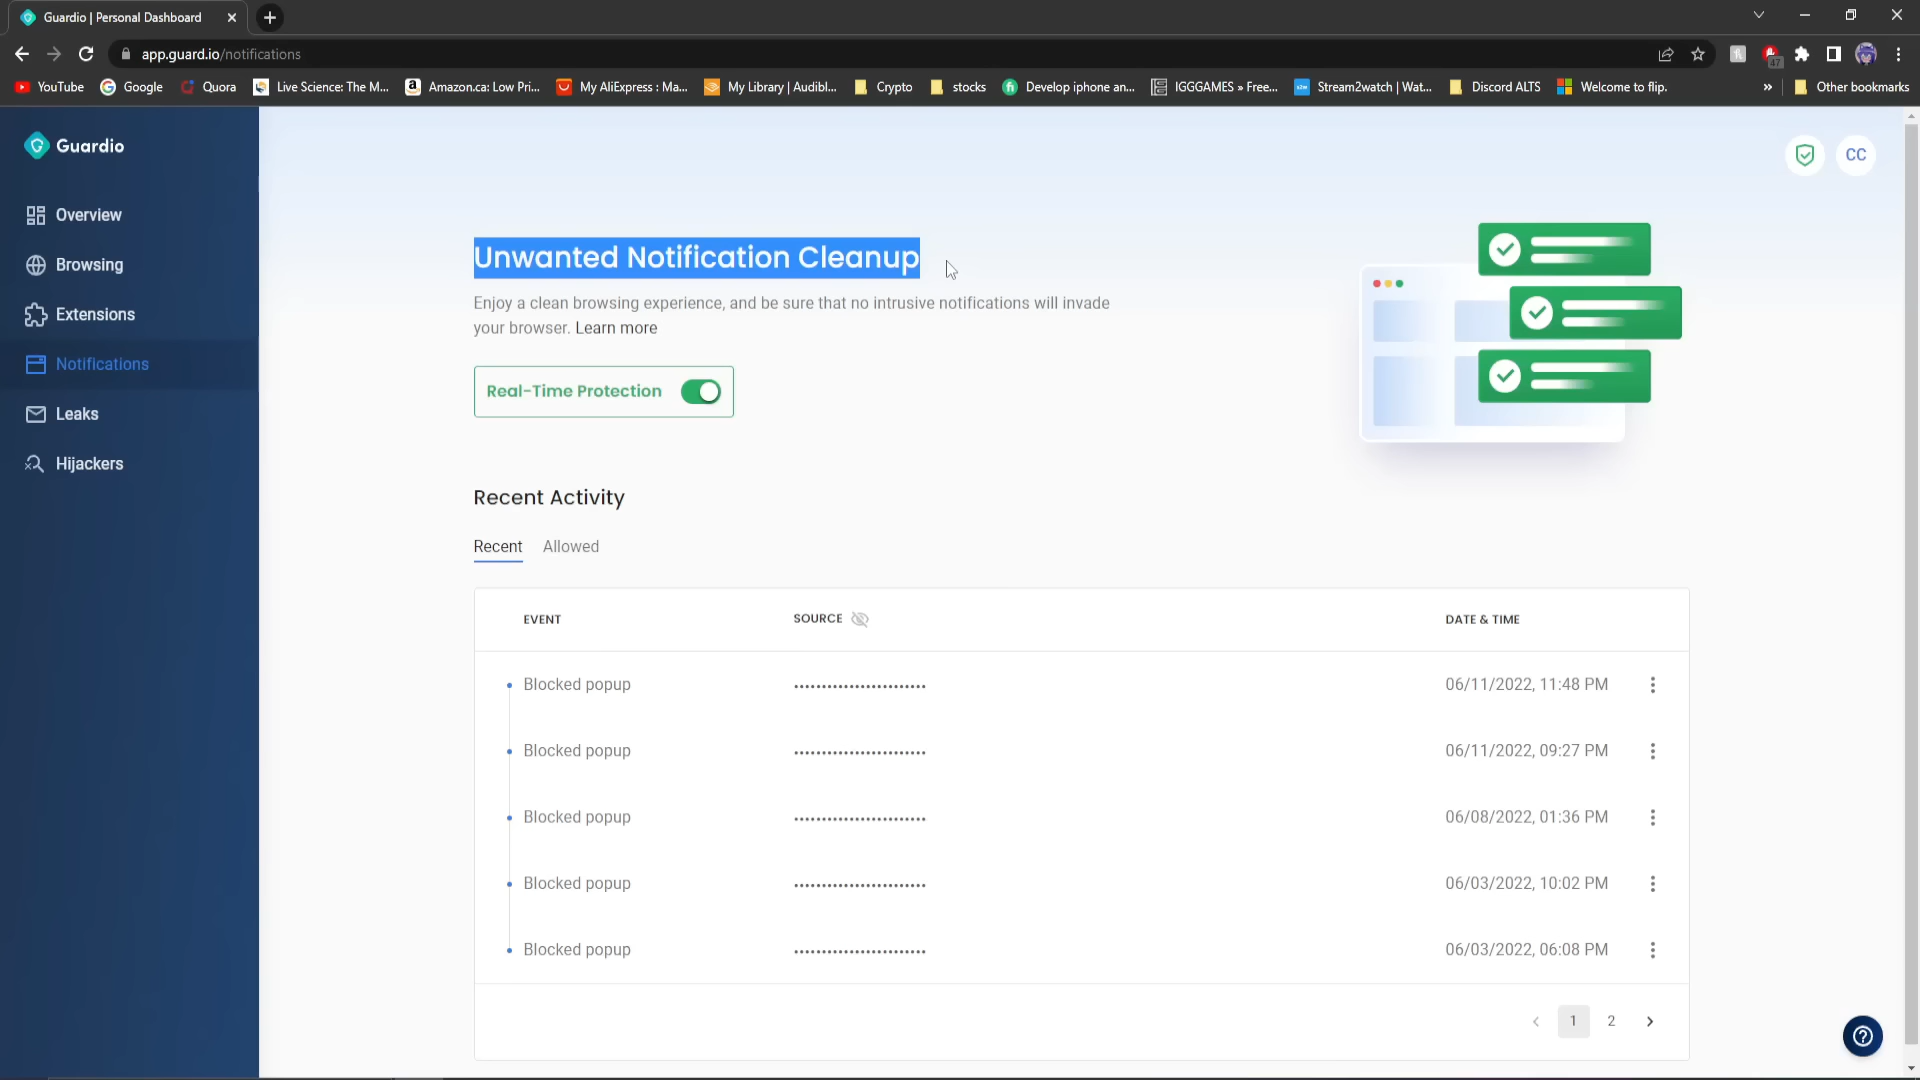 Guardio | Personal Dashboard
app.guard.io/notifications
YouTube
Google
Quora
Live Science: The M...
Amazon.ca: Low Pri...
My AliExpress : Ma...
My Library | Audibl...
Crypto
stocks
Develop iphone an...
IGGGAMES » Free...
Stream2watch | Wat...
Discord ALTS
Welcome to flip.
»
Other bookmarks
47
Guardio
CC
Overview
Browsing
Extensions
Notifications
Leaks
Hijackers
Unwanted Notification Cleanup
Enjoy a clean browsing experience, and be sure that no intrusive notifications will invade
your browser. Learn more
Real-Time Protection
Recent Activity
Recent Allowed
EVENT SOURCE DATE & TIME
Blocked popup •••••••••••••••••••••••• 06/11/2022, 11:48 PM
Blocked popup •••••••••••••••••••••••• 06/11/2022, 09:27 PM
Blocked popup •••••••••••••••••••••••• 06/08/2022, 01:36 PM
Blocked popup •••••••••••••••••••••••• 06/03/2022, 10:02 PM
Blocked popup •••••••••••••••••••••••• 06/03/2022, 06:08 PM
1 2